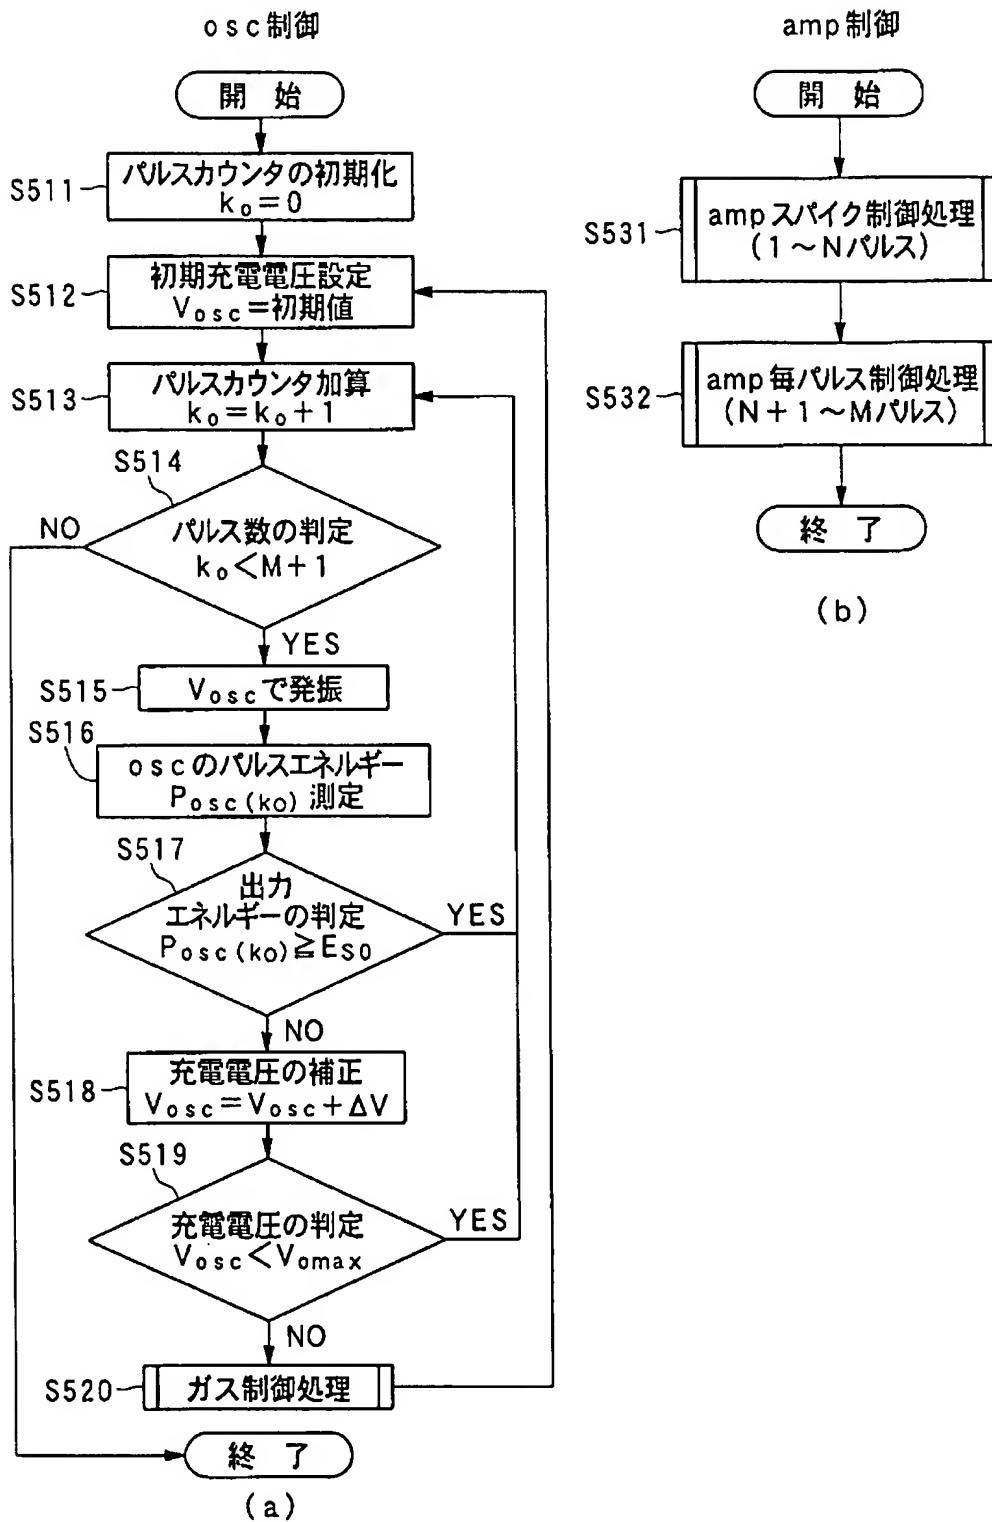 osc制御
開始
S511
パルスカウンタの初期化
ko=0
S512
初期充電電圧設定
Vosc=初期値
S513
パルスカウンタ加算
ko=ko+1
S514
パルス数の判定
ko<M+1
NO
YES
S515
Voscで発振
S516
oscのパルスエネルギー
Posc(ko) 測定
S517
出力
エネルギーの判定
Posc(ko)≧ES0
YES
NO
S518
充電電圧の補正
Vosc=Vosc+ΔV
S519
充電電圧の判定
Vosc<Vomax
YES
NO
S520
ガス制御処理
終了
(a)
amp制御
開始
S531
ampスパイク制御処理
(1～Nパルス)
S532
amp毎パルス制御処理
(N+1～Mパルス)
終了
(b)